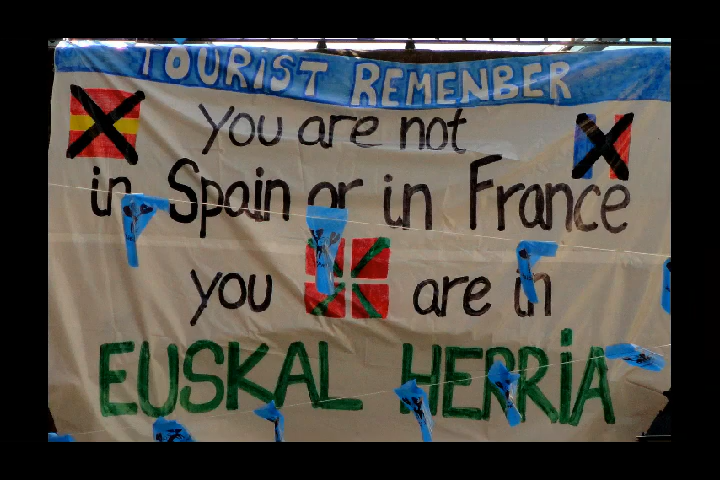 TOURIST REMENBER
you are not
in Spain or in France
you are in
EUSKAL HERRiA